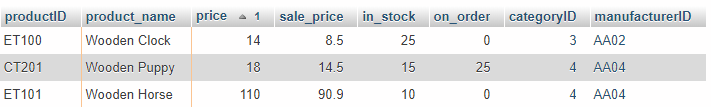 productID product_name price 1 sale_price in_stock on_order categoryID manufacturerID
ET100 Wooden Clock 14 8.5 25 0 3 AA02
CT201 Wooden Puppy 18 14.5 15 25 4 AA04
ET101 Wooden Horse 110 90.9 10 0 4 AA04